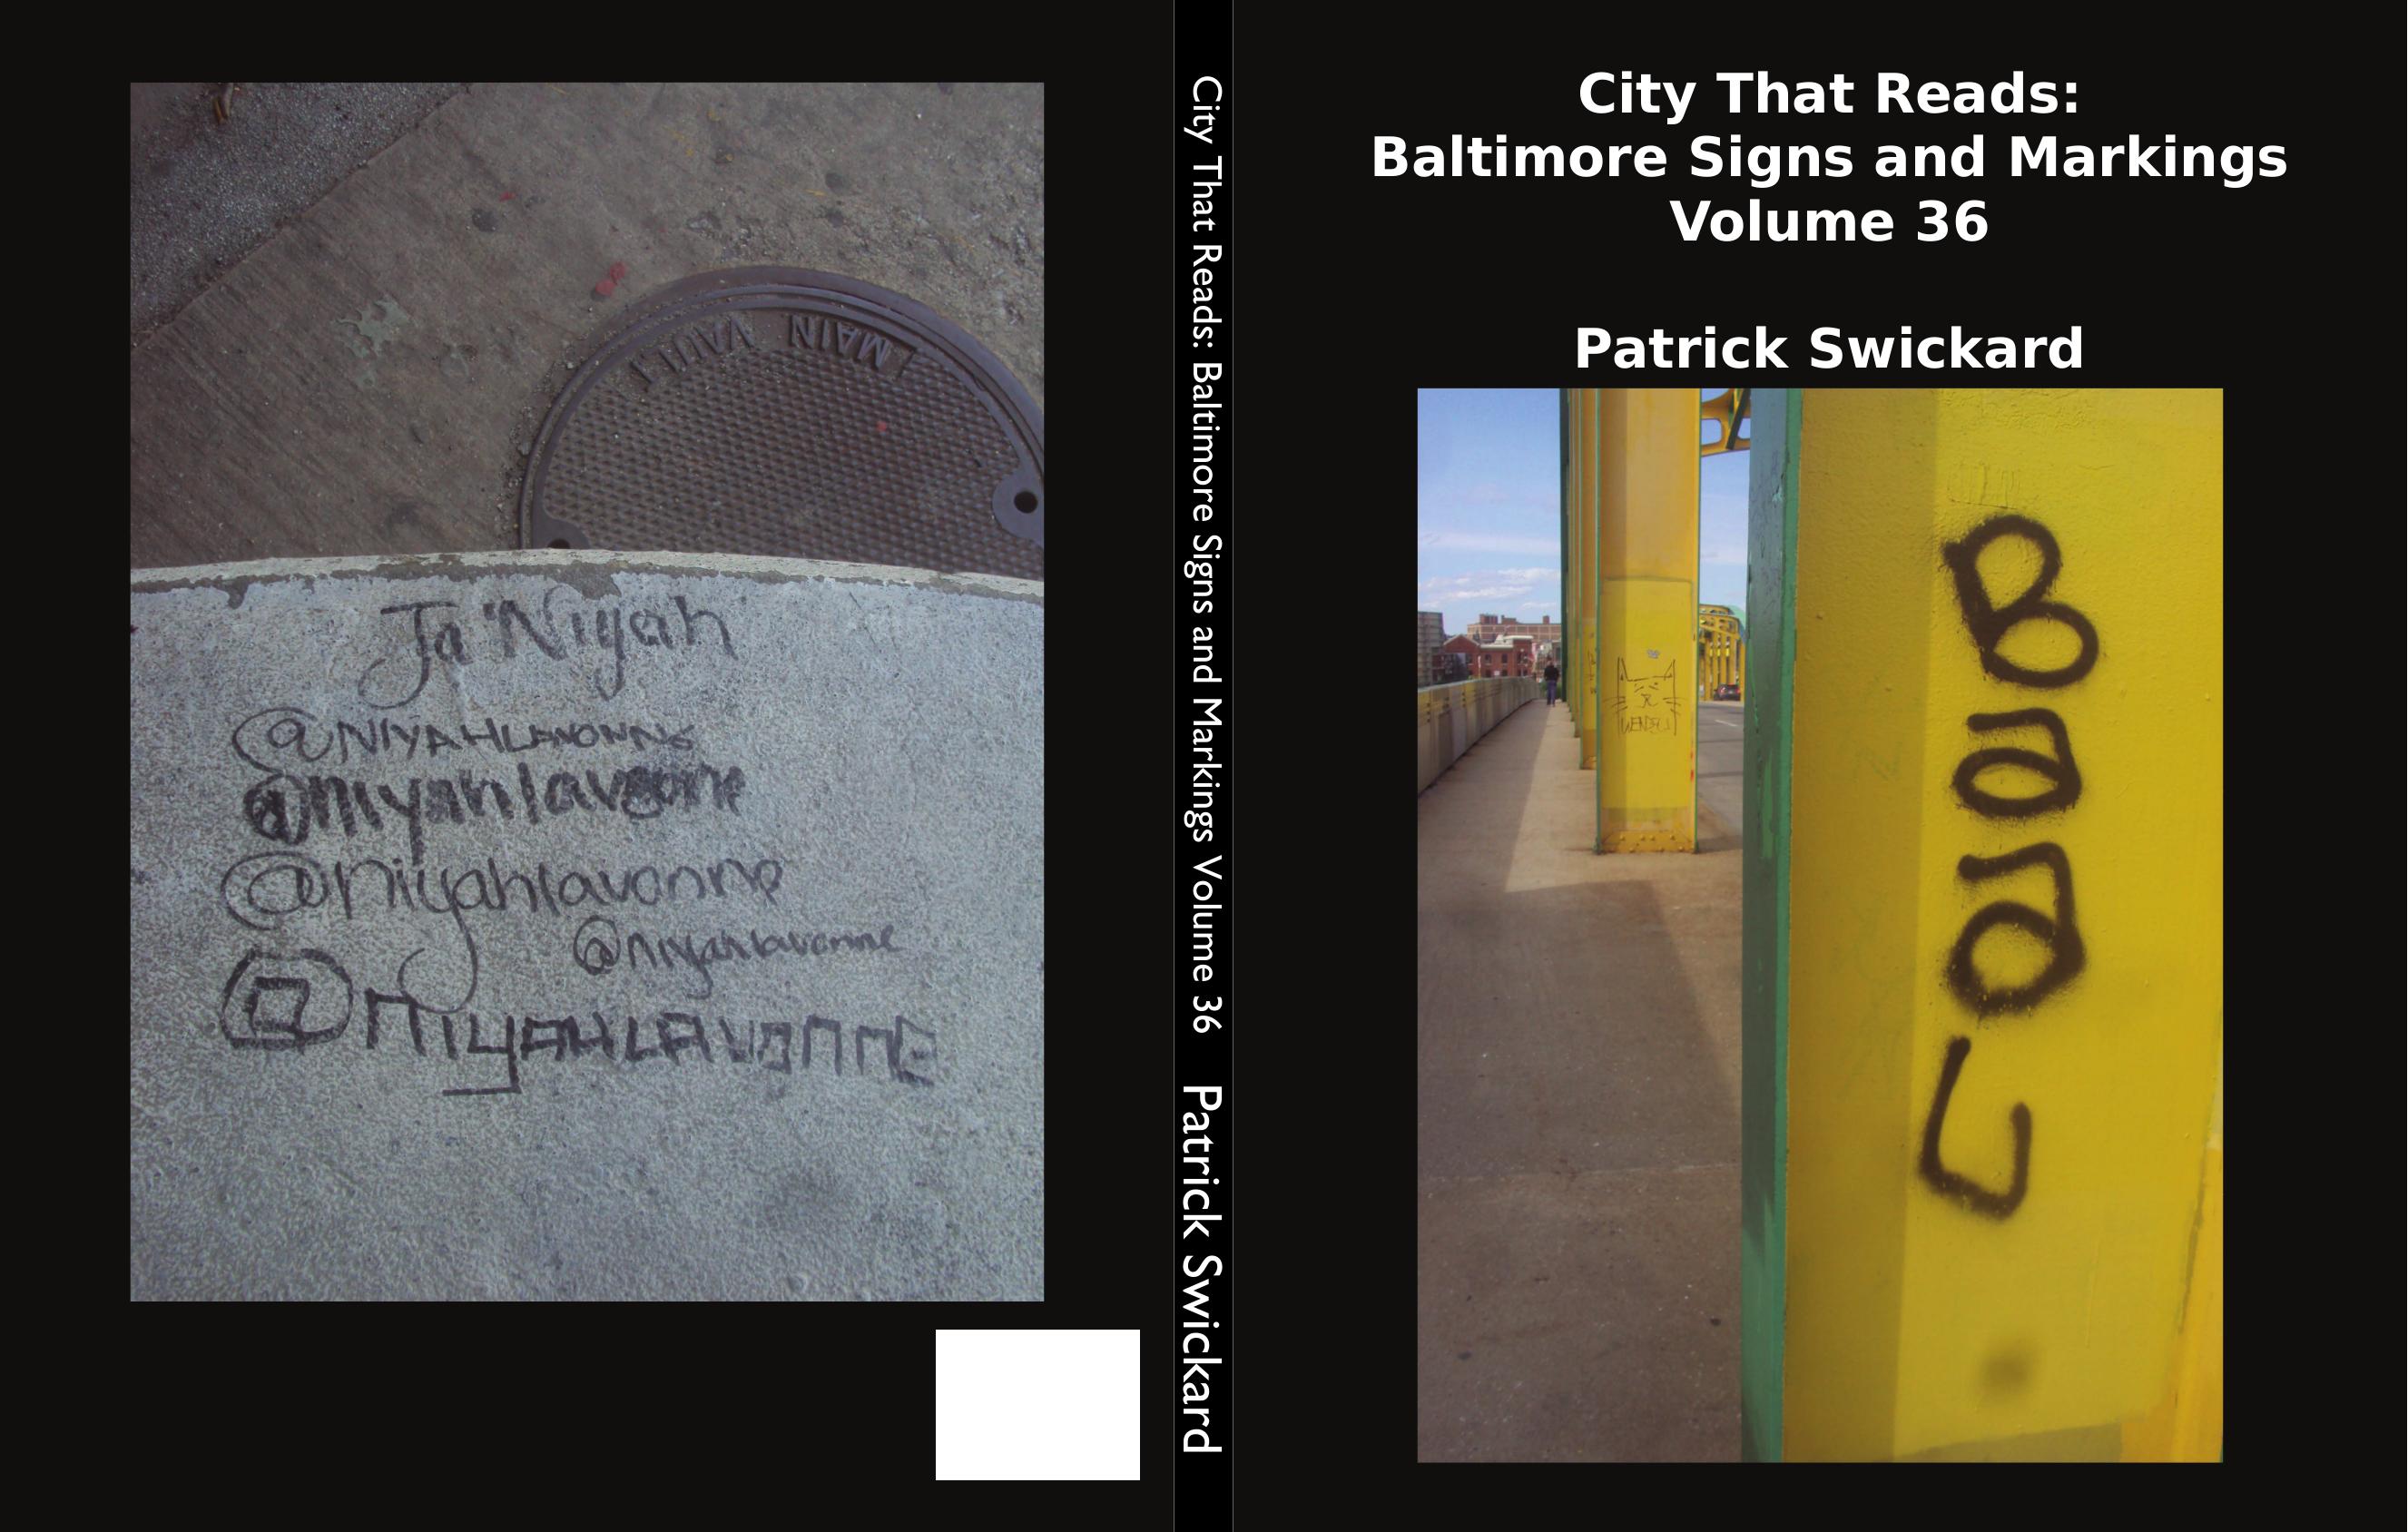 MAIN VAULT
Ja'Niyah
@NIYAHLAVONNE
@niyahlavonne
@niyahlavonne
@niyahlavonne
@niyahlavonne
City That Reads: Baltimore Signs and Markings Volume 36 Patrick Swickard
City That Reads:
Baltimore Signs and Markings
Volume 36
Patrick Swickard
B
a
a